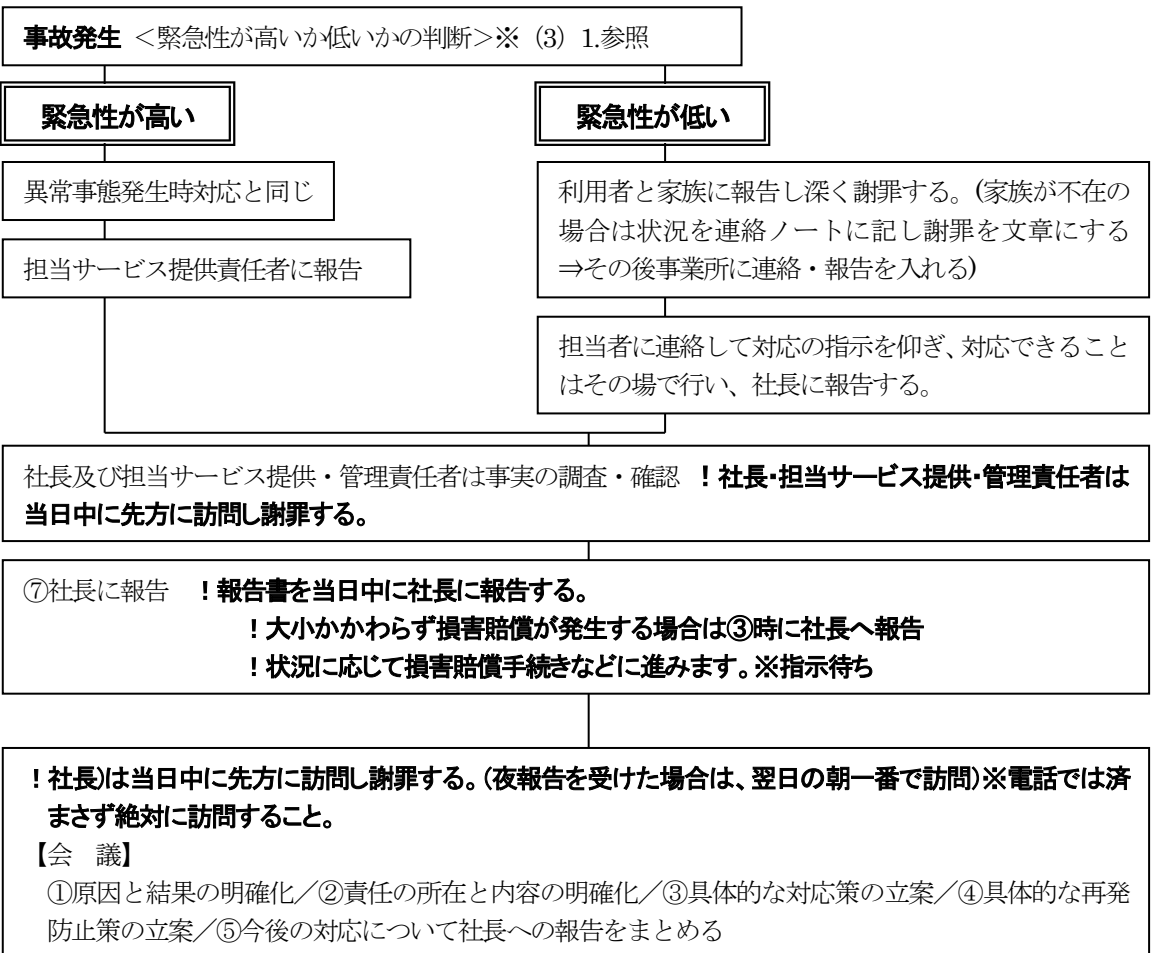 事故発生 <緊急性が高いか低いかの判断>※(3)1.参照
緊急性が高い
緊急性が低い
異常事態発生時対応と同じ
担当サービス提供責任者に報告
利用者と家族に報告し深く謝罪する。(家族が不在の
場合は状況を連絡ノートに記し謝罪を文章にする
⇒その後事業所に連絡・報告を入れる)
担当者に連絡して対応の指示を仰ぎ、対応できること
はその場で行い、社長に報告する。
社長及び担当サービス提供・管理責任者は事実の調査・確認 !社長・担当サービス提供・管理責任者は
当日中に先方に訪問し謝罪する。
⑦社長に報告 !報告書を当日中に社長に報告する。
!大小かかわらず損害賠償が発生する場合は③時に社長へ報告
!状況に応じて損害賠償手続きなどに進みます。※指示待ち
!社長)は当日中に先方に訪問し謝罪する。(夜報告を受けた場合は、翌日の朝一番で訪問)※電話では済
まさず絶対に訪問すること。
【会 議】
①原因と結果の明確化/②責任の所在と内容の明確化/③具体的な対応策の立案/④具体的な再発
防止策の立案/⑤今後の対応について社長への報告をまとめる